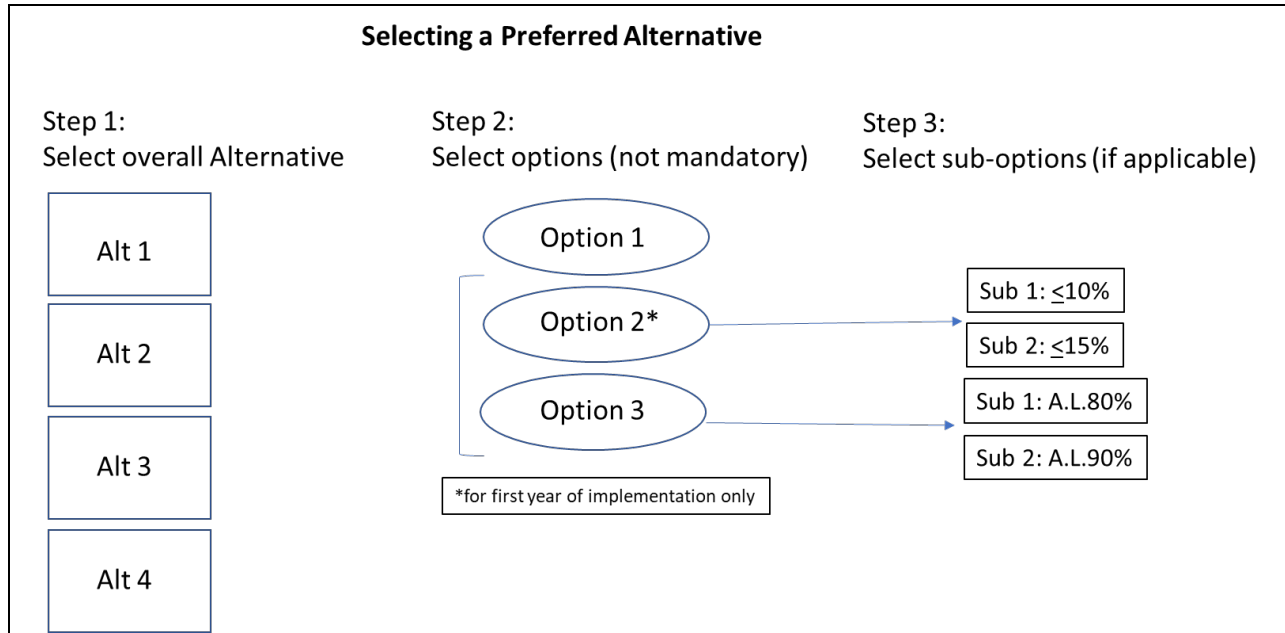 Selecting a Preferred Alternative
Step 1:
Select overall Alternative
Alt 1
Alt 2
Alt 3
Alt 4
Step 2:
Select options (not mandatory)
Option 1
Option 2*
Option 3
*for first year of implementation only
Step 3:
Select sub-options (if applicable)
Sub 1: ≤10%
Sub 2: ≤15%
Sub 1: A.L.80%
Sub 2: A.L.90%